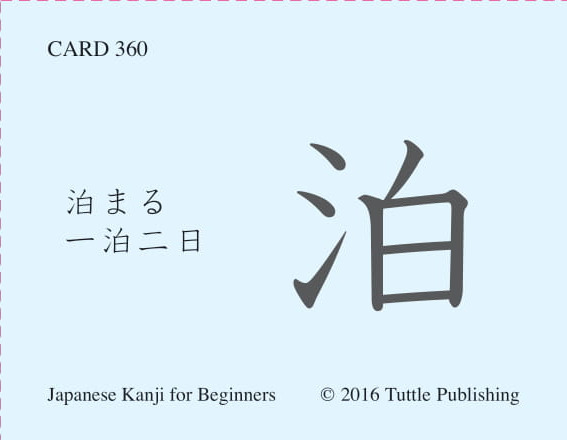 CARD 360
泊まる
一泊二日
泊
Japanese Kanji for Beginners © 2016 Tuttle Publishing